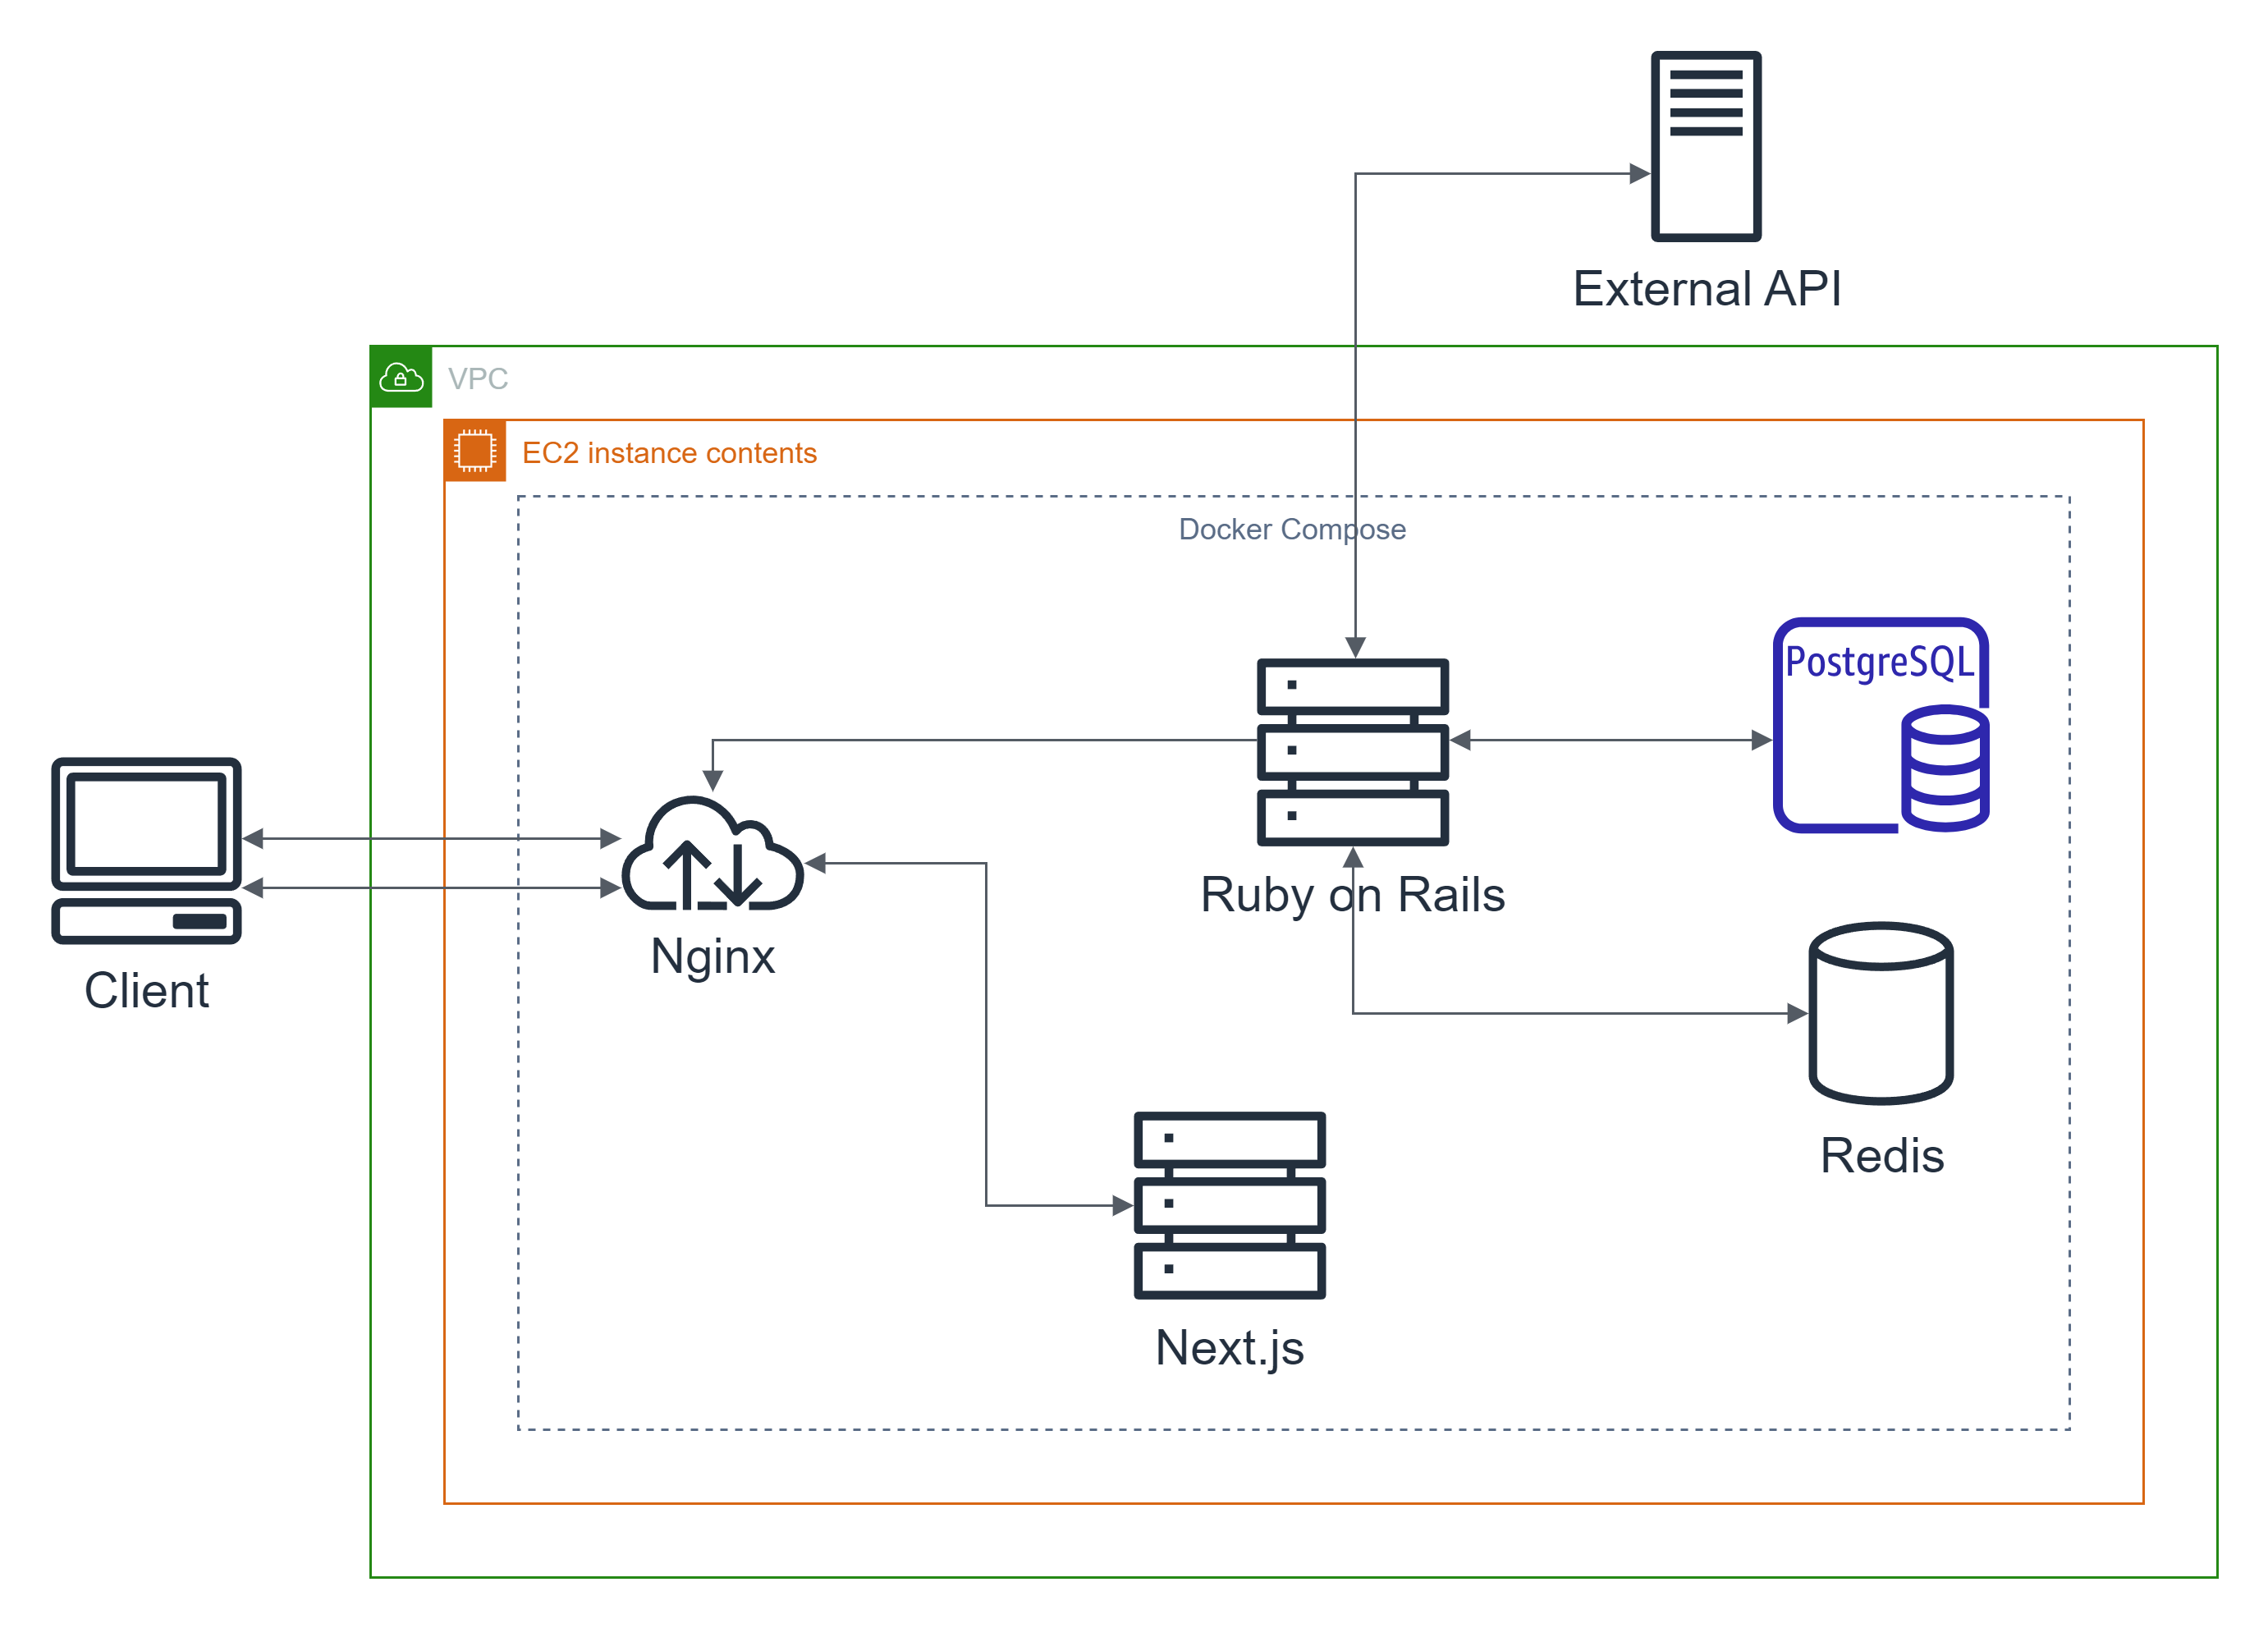 External API
VPC
EC2 instance contents
Docker Compose
PostgreSQL
Ruby on Rails
Nginx
Client
Redis
Next.js